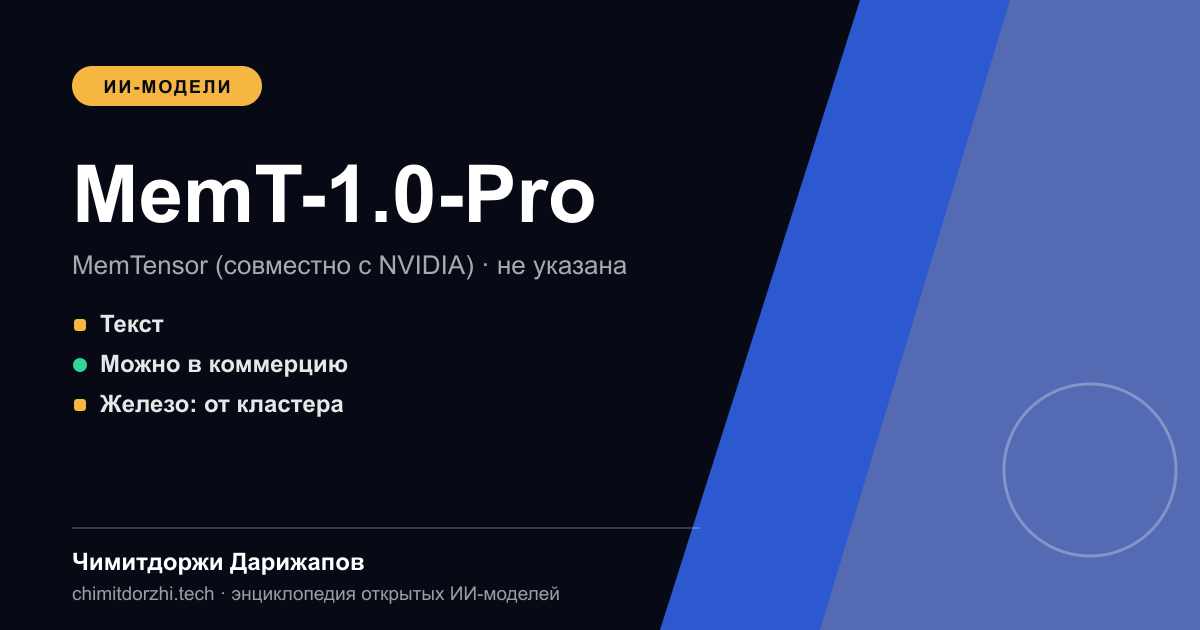 ИИ-МОДЕЛИ
MemT-1.0-Pro
MemTensor (совместно с NVIDIA) · не указана
Текст
Можно в коммерцию
Железо: от кластера
Чимитдоржи Дарижапов
chimitdorzhi.tech · энциклопедия открытых ИИ-моделей